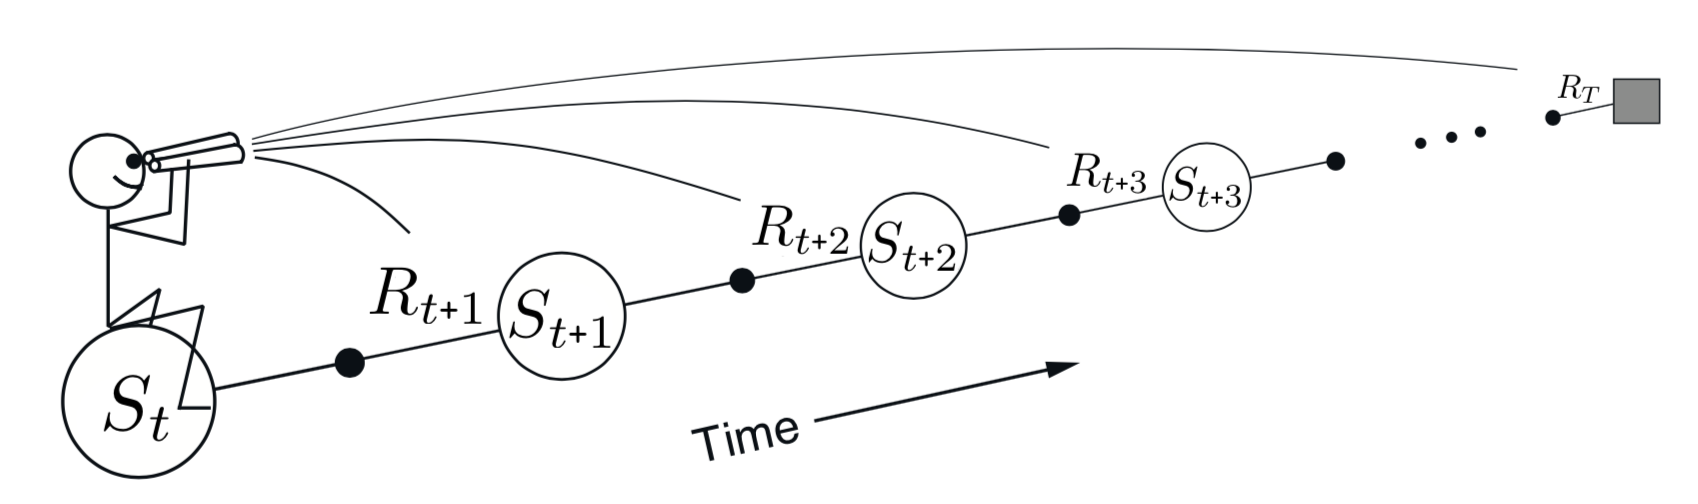 R_{t+1} R_{t+2} R_{t+3} R_T
S_t S_{t+1} S_{t+2} S_{t+3}
Time